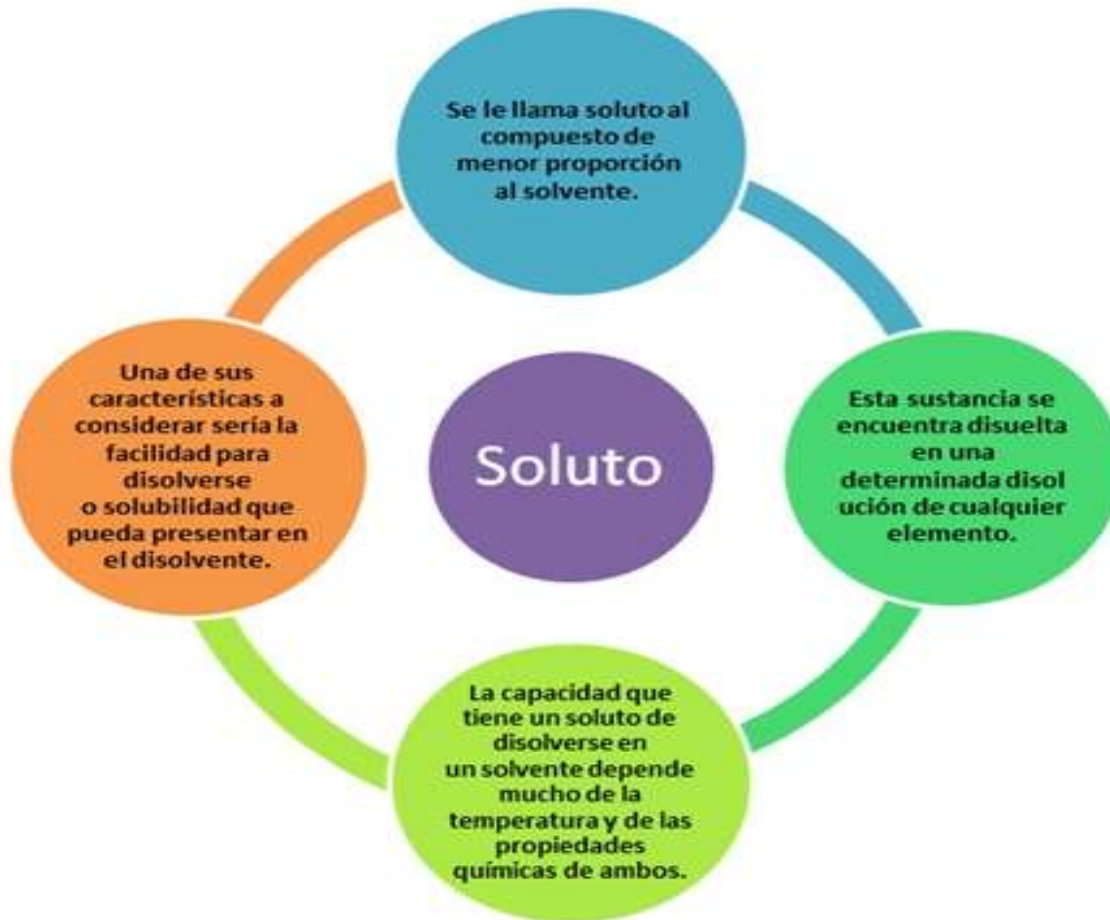 Se le llama soluto al
compuesto de
menor proporción
al solvente.
Una de sus
características a
considerar sería la
facilidad para
disolverse
o solubilidad que
pueda presentar en
el disolvente.
Soluto
Esta sustancia se
encuentra disuelta
en una
determinada disol
ución de cualquier
elemento.
La capacidad que
tiene un soluto de
disolverse en
un solvente depende
mucho de la
temperatura y de las
propiedades
químicas de ambos.